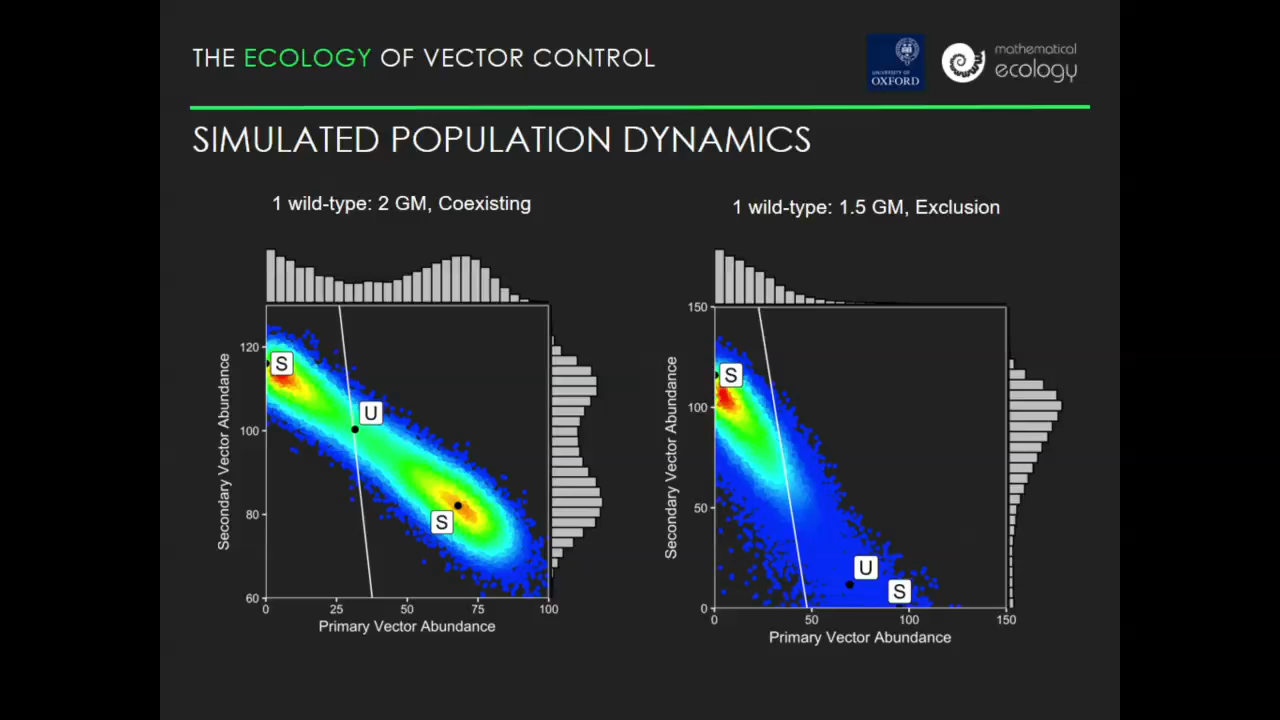 THE ECOLOGY OF VECTOR CONTROL
UNIVERSITY OF
OXFORD
mathematical
ecology
SIMULATED POPULATION DYNAMICS
1 wild-type: 2 GM, Coexisting
120
100
80
60
0
25
50
75
100
Secondary Vector Abundance
Primary Vector Abundance
S
U
S
1 wild-type: 1.5 GM, Exclusion
150
100
50
0
0
50
100
150
Secondary Vector Abundance
Primary Vector Abundance
S
U
S